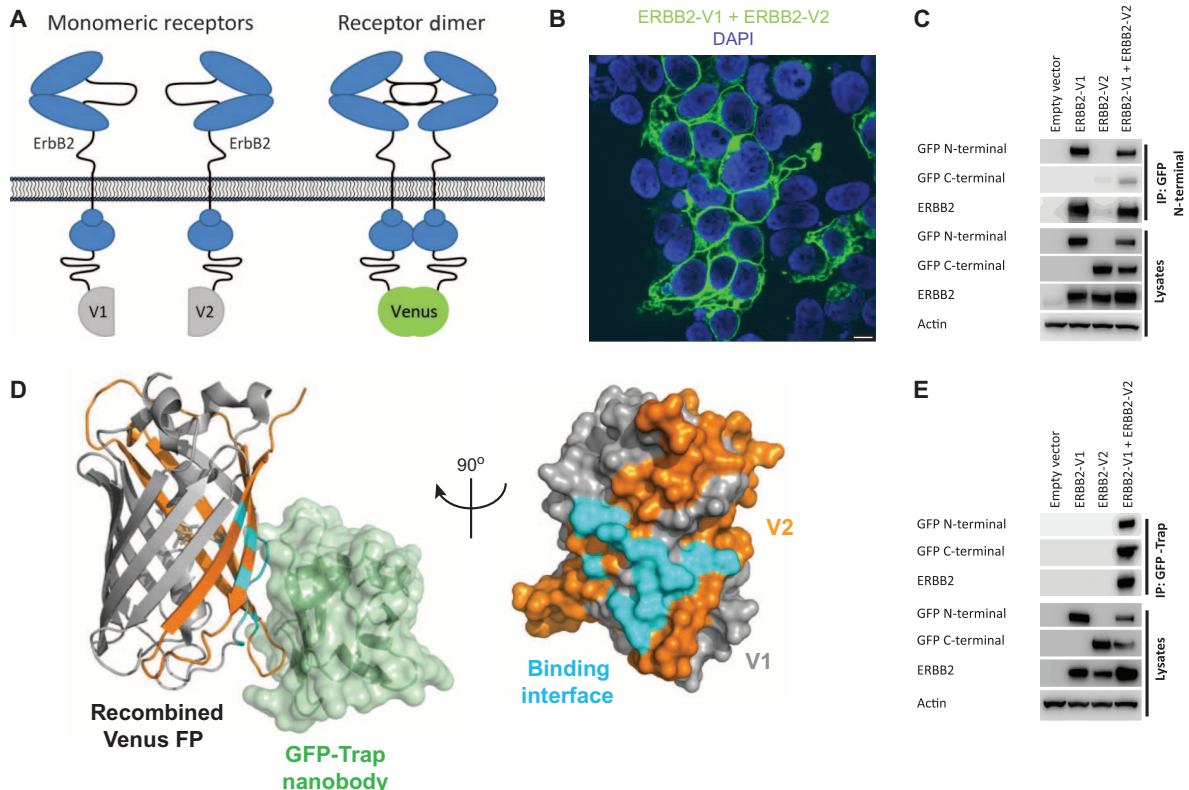 A
Monomeric receptors
Receptor dimer
ErbB2
ErbB2
V1
V2
Venus
B
ERBB2-V1 + ERBB2-V2
DAPI
C
Empty vector
ERBB2-V1
ERBB2-V2
ERBB2-V1 + ERBB2-V2
GFP N-terminal
GFP C-terminal
ERBB2
IP: GFP
N-terminal
GFP N-terminal
GFP C-terminal
ERBB2
Actin
Lysates
D
90o
V2
V1
Binding
interface
Recombined
Venus FP
GFP-Trap
nanobody
E
Empty vector
ERBB2-V1
ERBB2-V2
ERBB2-V1 + ERBB2-V2
GFP N-terminal
GFP C-terminal
ERBB2
IP: GFP -Trap
GFP N-terminal
GFP C-terminal
ERBB2
Actin
Lysates